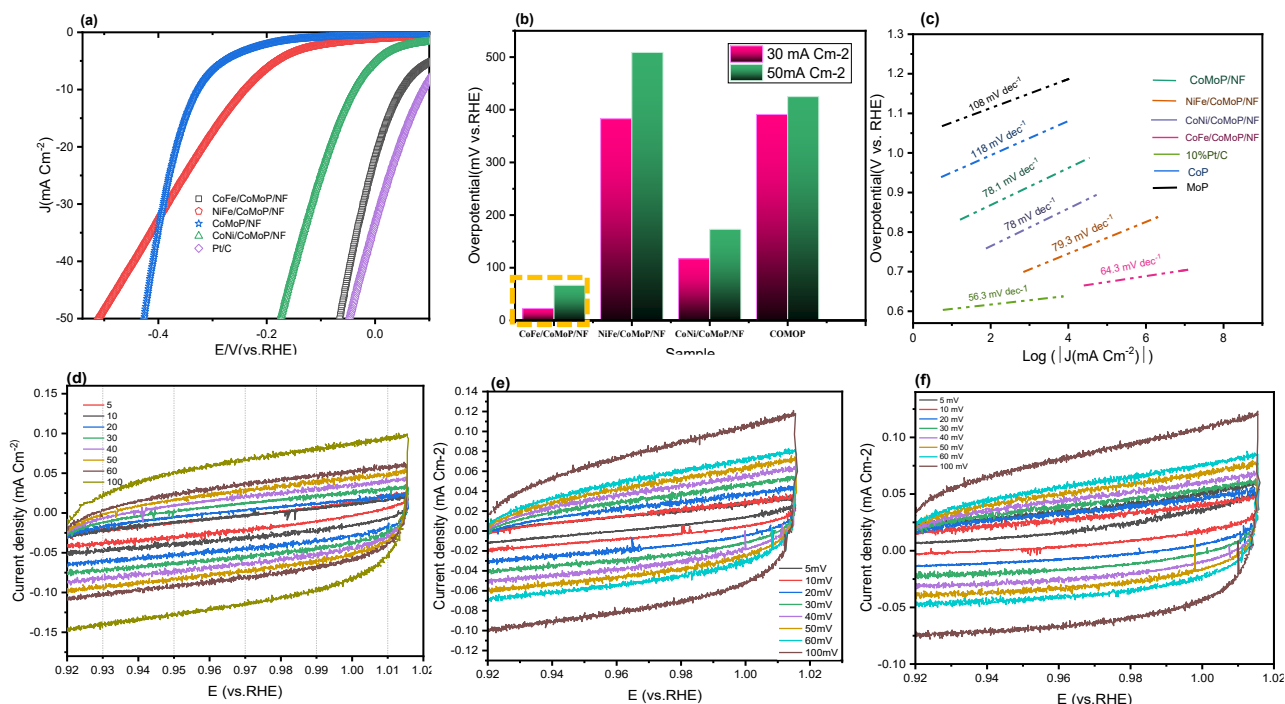 (a)
0
-10
-20
-30
-40
-50
J(mA Cm-2)
CoFe/CoMoP/NF
NiFe/CoMoP/NF
CoMoP/NF
CoNi/CoMoP/NF
Pt/C
-0.4
-0.2
0.0
E/V(vs.RHE)
(b)
500
400
300
200
100
0
Overpotential(mV vs.RHE)
30 mA Cm-2
50mA Cm-2
CoFe/CoMoP/NF
NiFe/CoMoP/NF
CoNi/CoMoP/NF
COMOP
Sample
(c)
1.3
1.2
1.1
1.0
0.9
0.8
0.7
0.6
Overpotential(V vs. RHE)
108 mV dec-1
118 mV dec-1
78.1 mV dec-1
78 mV dec-1
79.3 mV dec-1
64.3 mV dec-1
56.3 mV dec-1
CoMoP/NF
NiFe/CoMoP/NF
CoNi/CoMoP/NF
CoFe/CoMoP/NF
10%Pt/C
CoP
MoP
0
2
4
6
8
Log (|J(mA Cm-2)|)
(d)
0.15
0.10
0.05
0.00
-0.05
-0.10
-0.15
Current density (mA Cm-2)
5
10
20
30
40
50
60
100
0.92
0.93
0.94
0.95
0.96
0.97
0.98
0.99
1.00
1.01
1.02
E (vs.RHE)
(e)
0.12
0.10
0.08
0.06
0.04
0.02
0.00
-0.02
-0.04
-0.06
-0.08
-0.10
-0.12
Current density (mA Cm-2)
5mV
10mV
20mV
30mV
40mV
50mV
60mV
100mV
0.92
0.94
0.96
0.98
1.00
1.02
E (vs.RHE)
(f)
0.10
0.05
0.00
-0.05
-0.10
Current density (mA Cm-2)
5 mV
10 mV
20 mV
30 mV
40 mV
50 mV
60 mV
100 mV
0.92
0.94
0.96
0.98
1.00
1.02
E (vs.RHE)